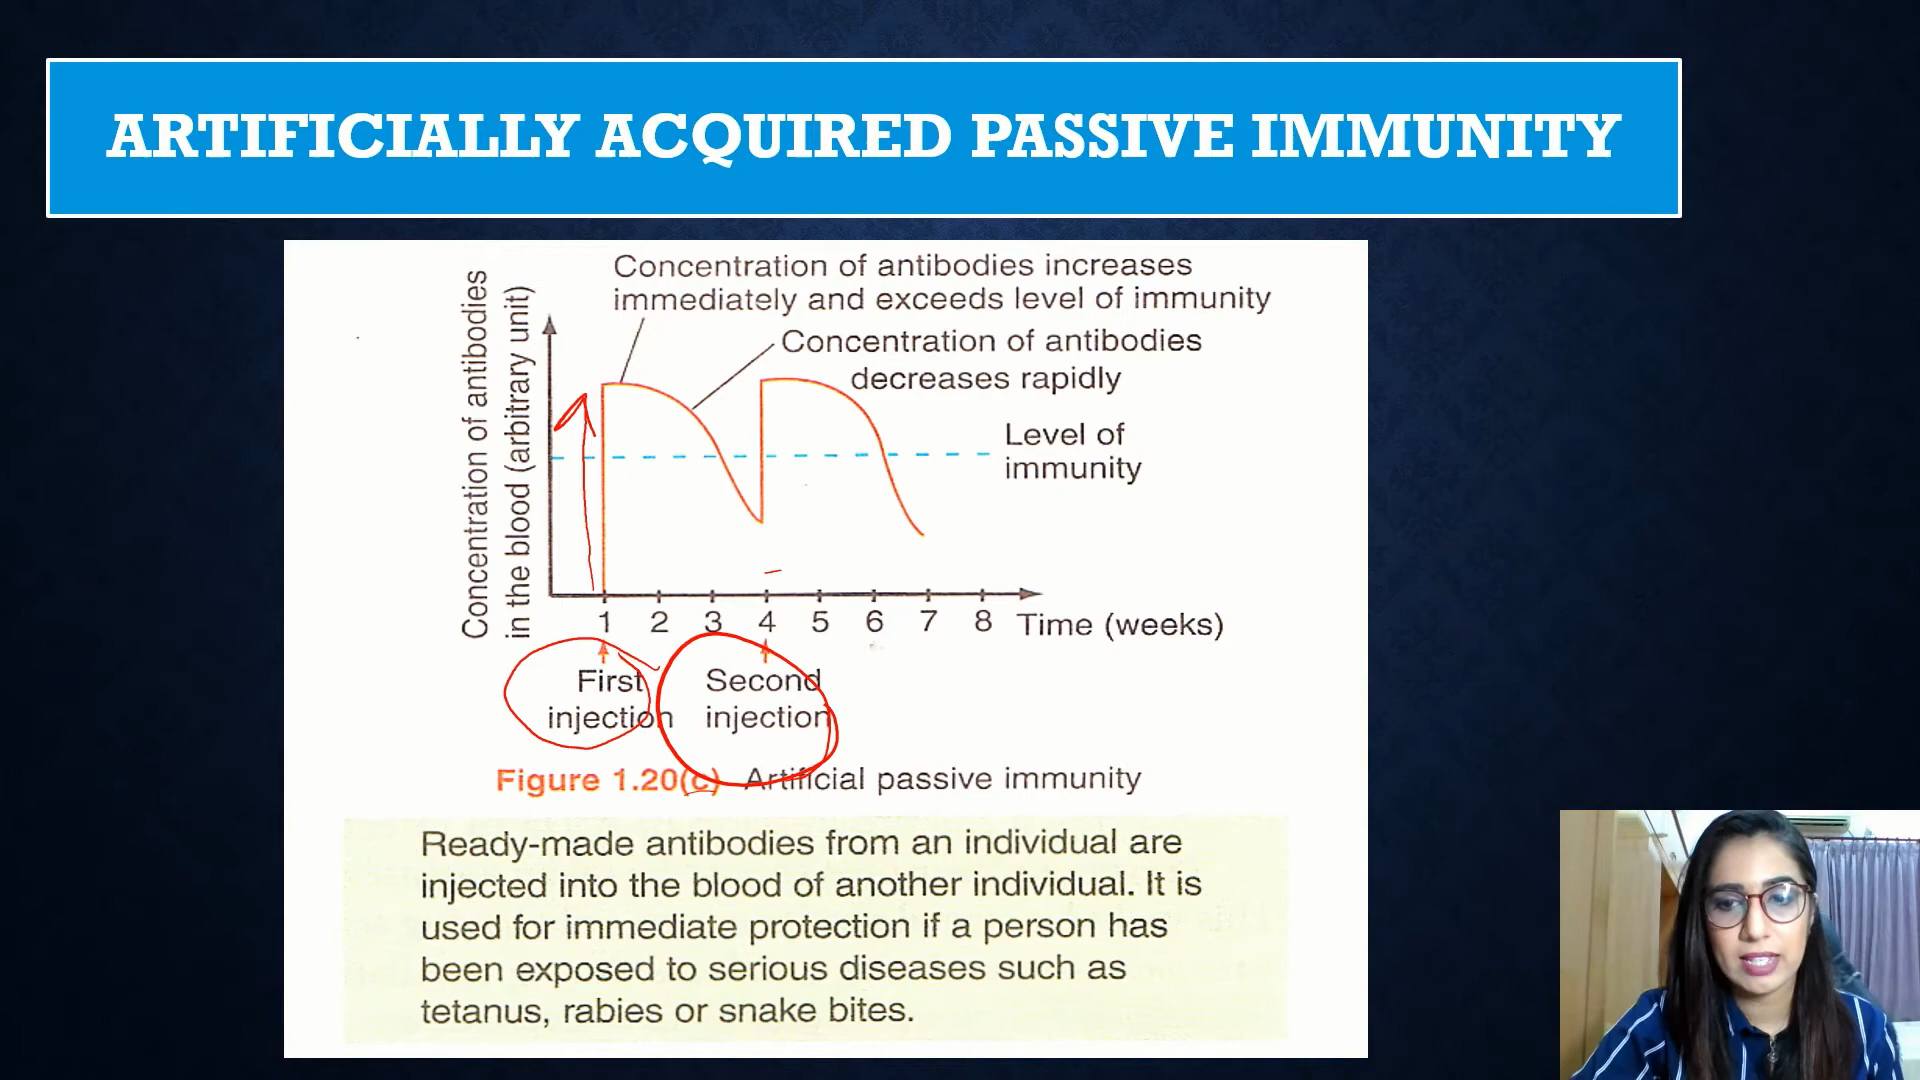 ARTIFICIALLY ACQUIRED PASSIVE IMMUNITY
Concentration of antibodies increases
immediately and exceeds level of immunity
Concentration of antibodies
decreases rapidly
Concentration of antibodies
in the blood (arbitrary unit)
Level of
immunity
1 2 3 4 5 6 7 8 Time (weeks)
First
injection
Second
injection
Figure 1.20(c) Artificial passive immunity
Ready-made antibodies from an individual are
injected into the blood of another individual. It is
used for immediate protection if a person has
been exposed to serious diseases such as
tetanus, rabies or snake bites.